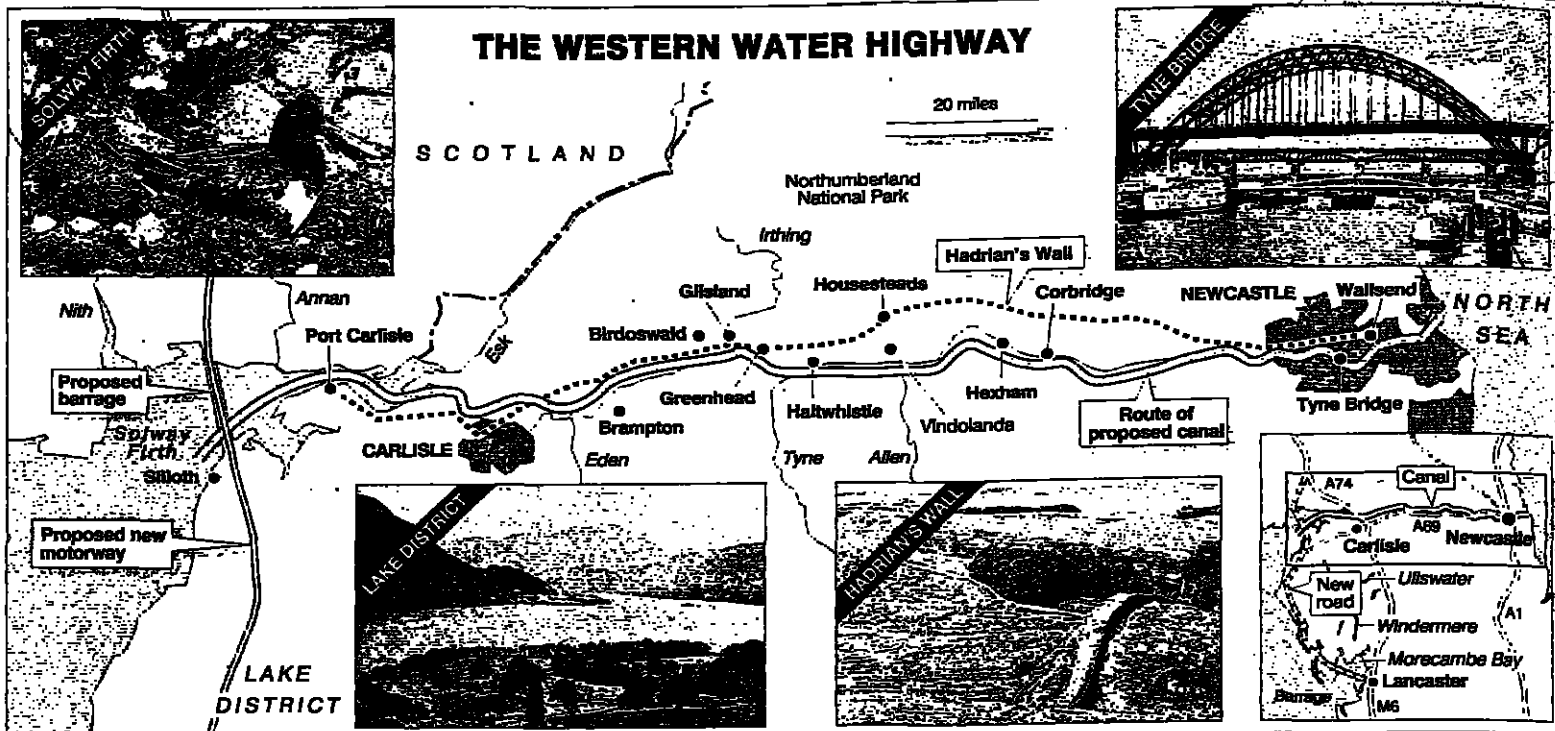 THE WESTERN WATER HIGHWAY
SOLWAY FIRTH
TYNE BRIDGE
20 miles
SCOTLAND
Northumberland
National Park
Irthing
Hadrian's Wall
Nith
Annan
Gilsland
Housesteads
Corbridge
NEWCASTLE
Wallsend
NORTH
SEA
Port Carlisle
Esk
Birdoswald
Proposed
barrage
Greenhead
Haltwhistle
Hexham
Tyne Bridge
Solway
Firth
Silloth
CARLISLE
Brampton
Eden
Tyne
Allen
Vindolanda
Route of
proposed canal
Proposed new
motorway
LAKE
DISTRICT
LAKE DISTRICT
HADRIAN'S WALL
A74
Canal
A69
Carlisle
Newcastle
New
road
Ullswater
A1
Windermere
Morecambe Bay
Lancaster
Barrage
M6